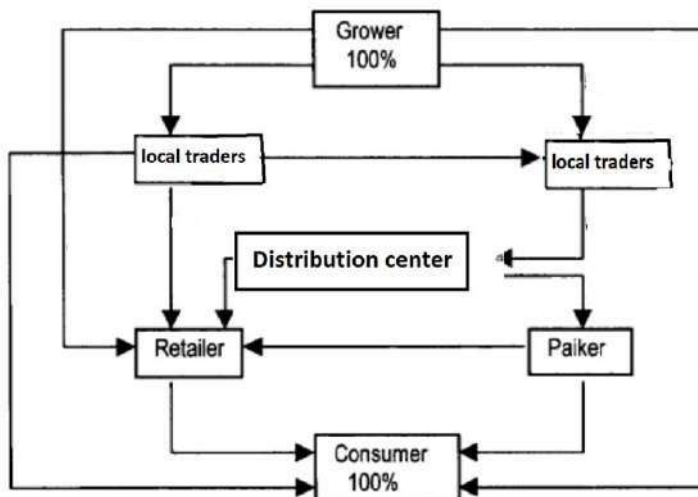 Grower
100%
local traders
local traders
Distribution center
Retailer
Paiker
Consumer
100%